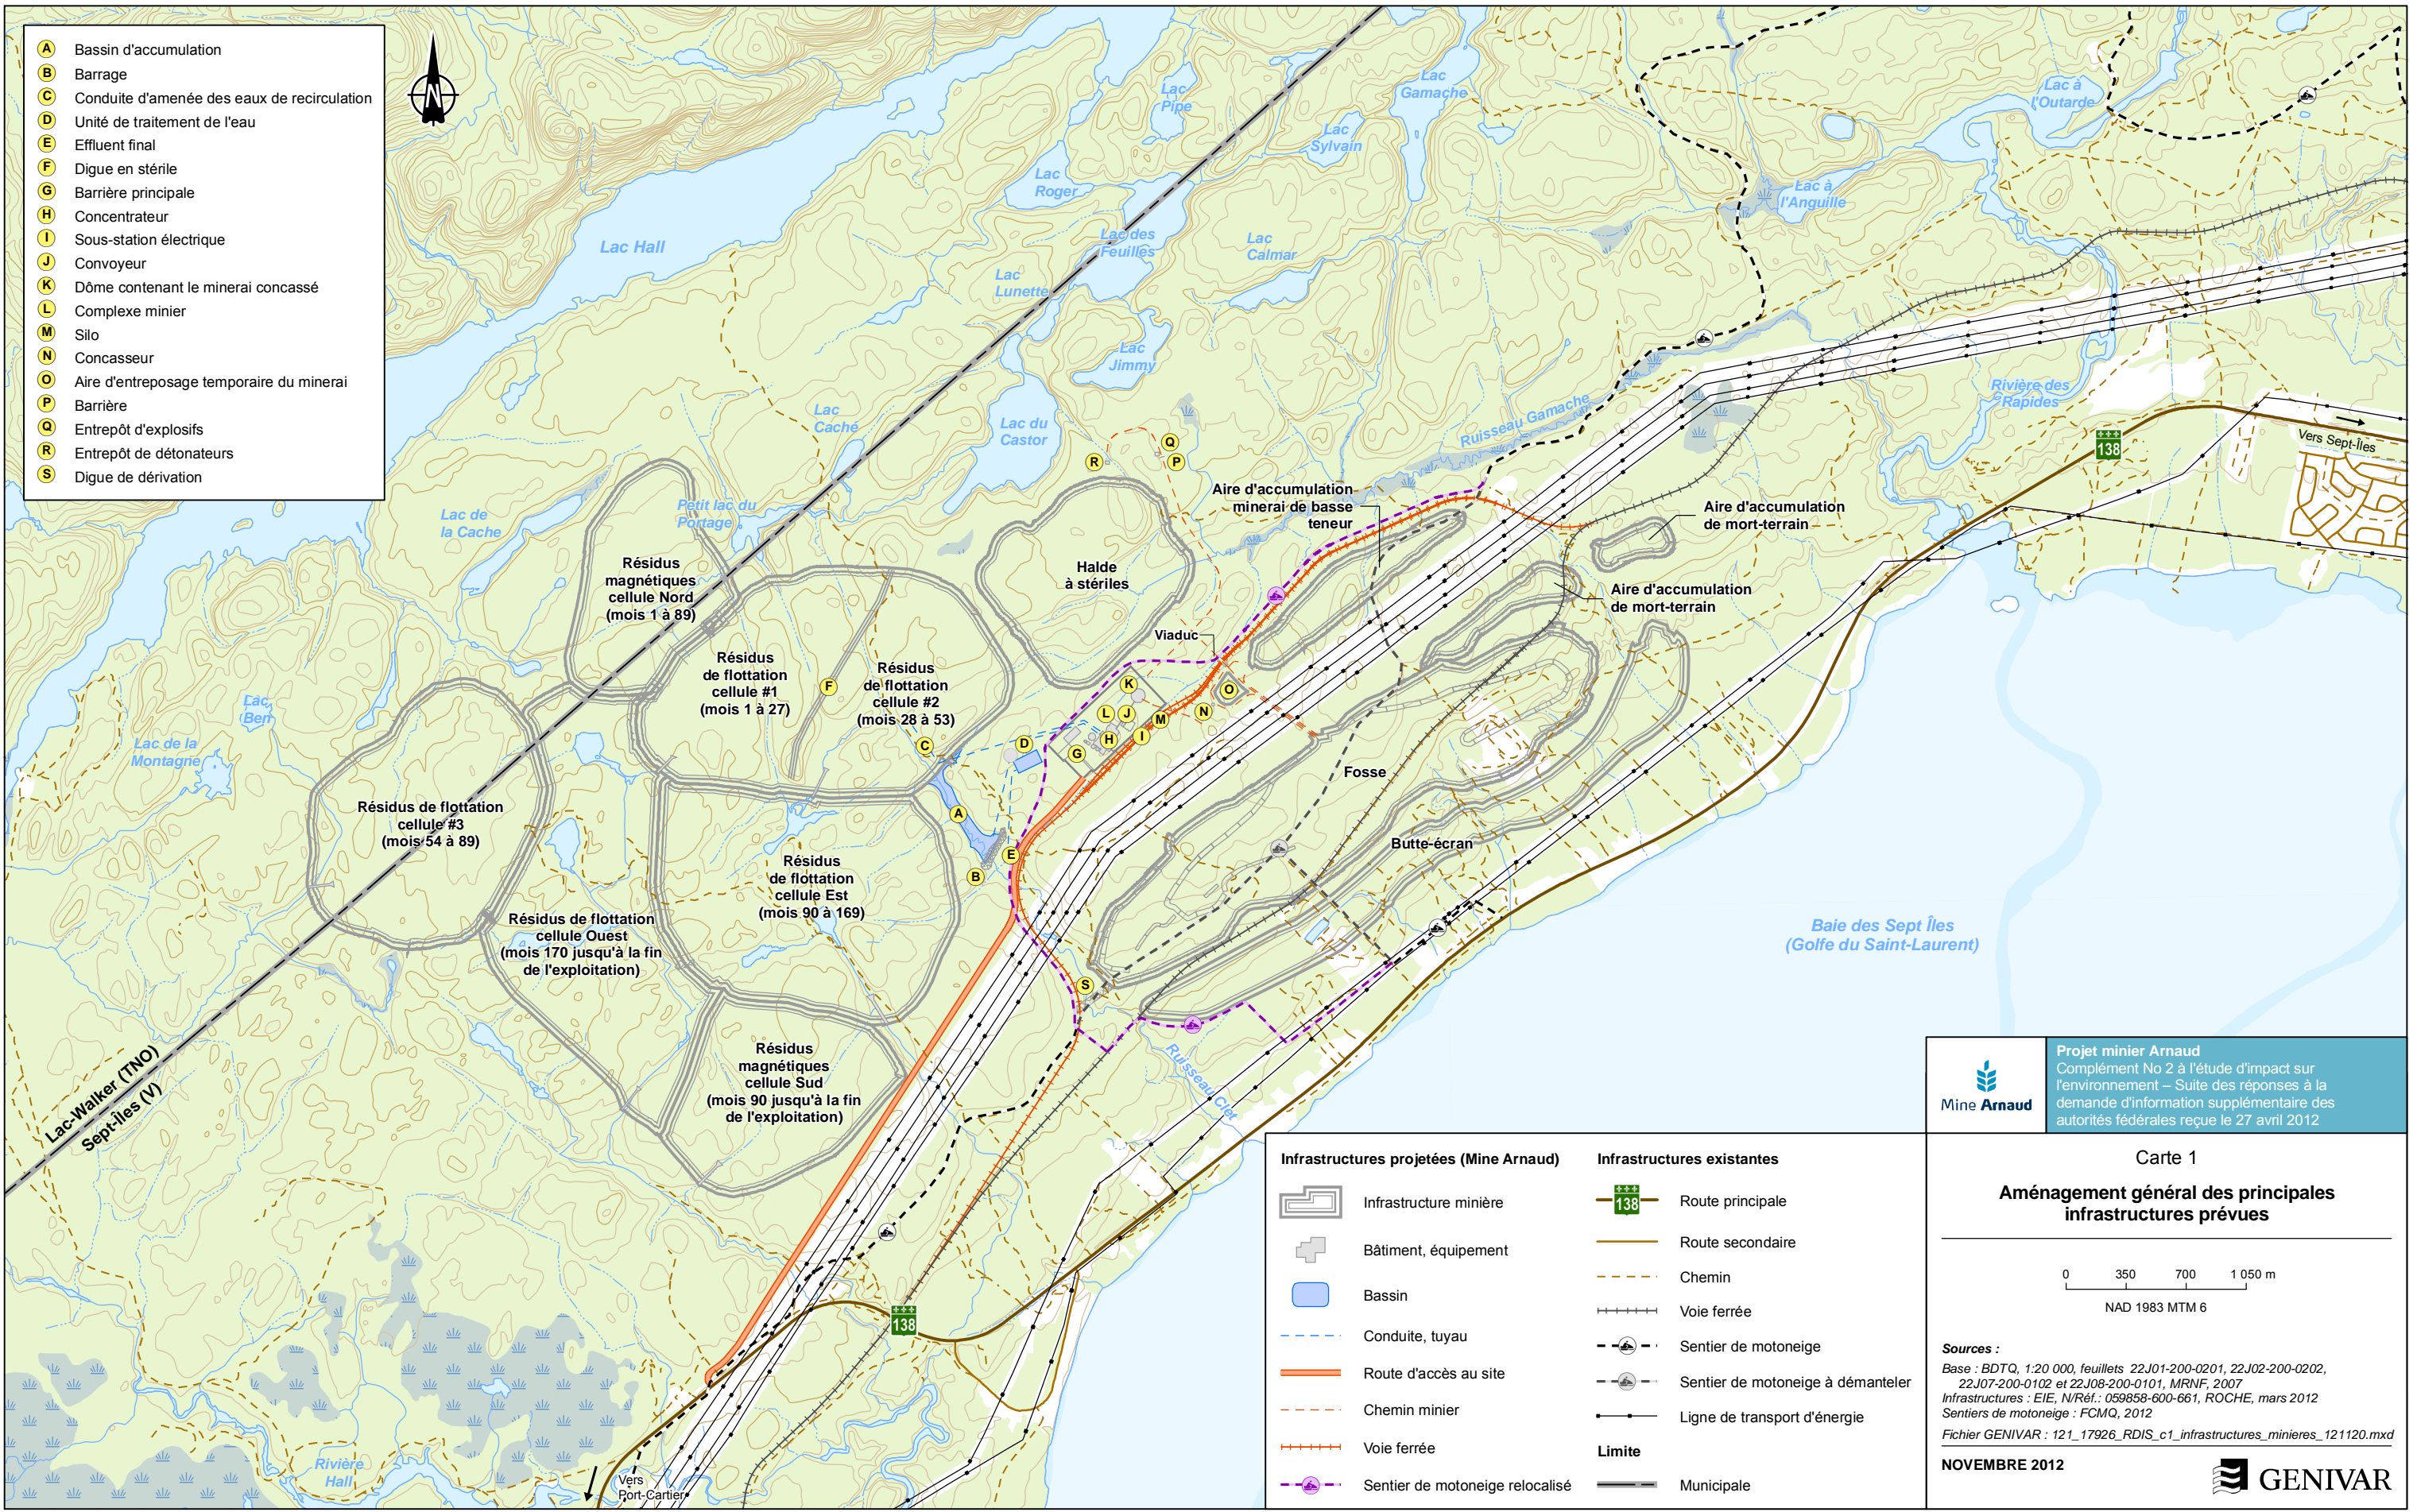 A Bassin d'accumulation
B Barrage
C Conduite d'amenée des eaux de recirculation
D Unité de traitement de l'eau
E Effluent final
F Digue en stérile
G Barrière principale
H Concentrateur
I Sous-station électrique
J Convoyeur
K Dôme contenant le minerai concassé
L Complexe minier
M Silo
N Concasseur
O Aire d'entreposage temporaire du minerai
P Barrière
Q Entrepôt d'explosifs
R Entrepôt de détonateurs
S Digue de dérivation
N
Lac Hall
Lac
Pipe
Lac
Gamache
Lac
Sylvain
Lac
Roger
Lac des
Feuilles
Lac
Calmar
Lac
Lunette
Lac
Jimmy
Lac à
l'Outarde
Lac à
l'Anguille
Rivière des
Rapides
Ruisseau Gamache
138
Vers Sept-Îles
Lac
Caché
Lac du
Castor
Lac de
la Cache
Petit lac du
Portage
R
Q
P
Aire d'accumulation
minerai de basse
teneur
Aire d'accumulation
de mort-terrain
Aire d'accumulation
de mort-terrain
Résidus
magnétiques
cellule Nord
(mois 1 à 89)
Halde
à stériles
Viaduc
Résidus
de flottation
cellule #1
(mois 1 à 27)
F
Résidus
de flottation
cellule #2
(mois 28 à 53)
K
O
L
J
M
N
H
I
G
C
D
Lac
Ben
Lac de la
Montagne
Résidus de flottation
cellule #3
(mois 54 à 89)
A
E
B
Fosse
Butte-écran
Résidus
de flottation
cellule Est
(mois 90 à 169)
Résidus de flottation
cellule Ouest
(mois 170 jusqu'à la fin
de l'exploitation)
S
Baie des Sept Îles
(Golfe du Saint-Laurent)
Résidus
magnétiques
cellule Sud
(mois 90 jusqu'à la fin
de l'exploitation)
Ruisseau Clet
Lac-Walker (TNO)
Sept-Îles (V)
138
Rivière
Hall
Vers
Port-Cartier
Infrastructures projetées (Mine Arnaud)
Infrastructure minière
Bâtiment, équipement
Bassin
Conduite, tuyau
Route d'accès au site
Chemin minier
Voie ferrée
Sentier de motoneige relocalisé
Infrastructures existantes
138 Route principale
Route secondaire
Chemin
Voie ferrée
Sentier de motoneige
Sentier de motoneige à démanteler
Ligne de transport d'énergie
Limite
Municipale
Mine Arnaud
Projet minier Arnaud
Complément No 2 à l'étude d'impact sur
l'environnement – Suite des réponses à la
demande d'information supplémentaire des
autorités fédérales reçue le 27 avril 2012
Carte 1
Aménagement général des principales
infrastructures prévues
0 350 700 1 050 m
NAD 1983 MTM 6
Sources :
Base : BDTQ, 1:20 000, feuillets 22J01-200-0201, 22J02-200-0202,
22J07-200-0102 et 22J08-200-0101, MRNF, 2007
Infrastructures : EIE, N/Réf.: 059858-600-661, ROCHE, mars 2012
Sentiers de motoneige : FCMQ, 2012
Fichier GENIVAR : 121_17926_RDIS_c1_infrastructures_minieres_121120.mxd
NOVEMBRE 2012
GENIVAR